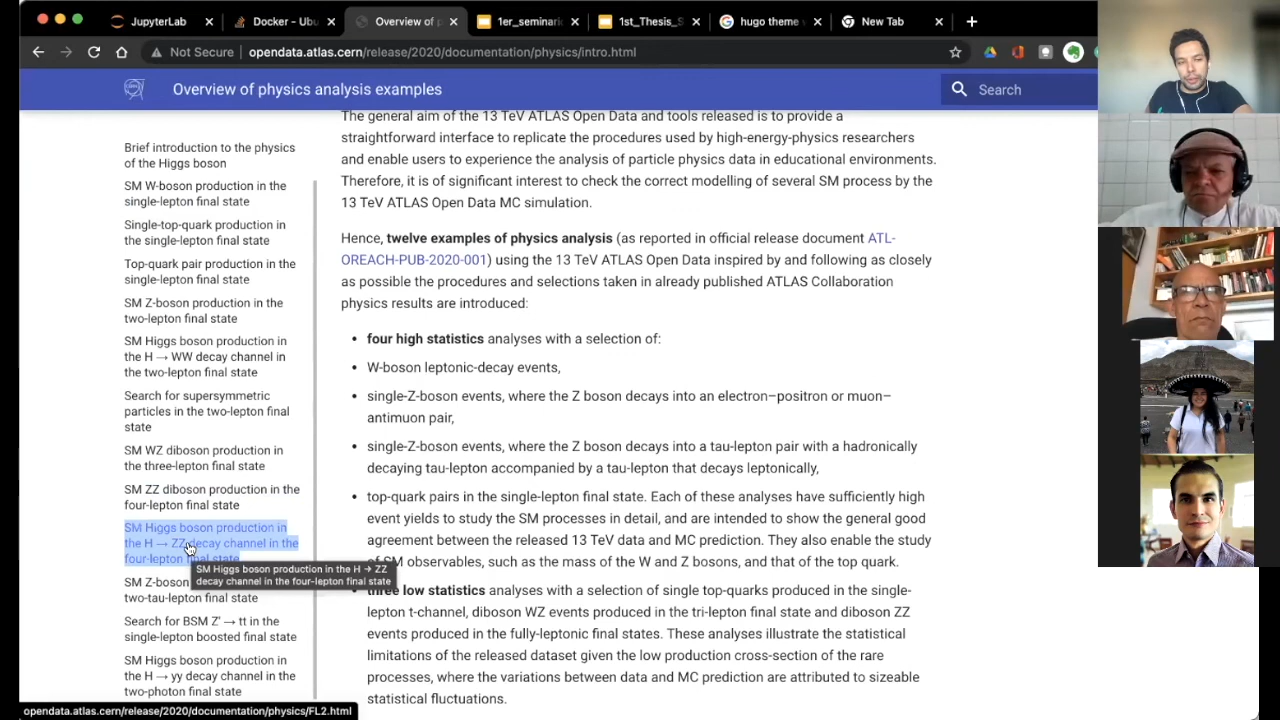 JupyterLab
Docker - Ubu
Overview of p
1er_seminari
1st_Thesis_S
hugo theme
New Tab
Not Secure
opendata.atlas.cern/release/2020/documentation/physics/intro.html
Overview of physics analysis examples
Search
Brief introduction to the physics
of the Higgs boson
SM W-boson production in the
single-lepton final state
Single-top-quark production in
the single-lepton final state
Top-quark pair production in the
single-lepton final state
SM Z-boson production in the
two-lepton final state
SM Higgs boson production in
the H → WW decay channel in
the two-lepton final state
Search for supersymmetric
particles in the two-lepton final
state
SM WZ diboson production in
the three-lepton final state
SM ZZ diboson production in the
four-lepton final state
SM Higgs boson production in
the H → ZZ decay channel in the
four-lepton final state
SM Higgs boson production in the H → ZZ
decay channel in the four-lepton final state
SM Z-boson
two-tau-lepton final state
Search for BSM Z' → tt in the
single-lepton boosted final state
SM Higgs boson production in
the H → yy decay channel in the
two-photon final state
The general aim of the 13 TeV ATLAS Open Data and tools released is to provide a
straightforward interface to replicate the procedures used by high-energy-physics researchers
and enable users to experience the analysis of particle physics data in educational environments.
Therefore, it is of significant interest to check the correct modelling of several SM process by the
13 TeV ATLAS Open Data MC simulation.
Hence, twelve examples of physics analysis (as reported in official release document ATL-
OREACH-PUB-2020-001) using the 13 TeV ATLAS Open Data inspired by and following as closely
as possible the procedures and selections taken in already published ATLAS Collaboration
physics results are introduced:
• four high statistics analyses with a selection of:
• W-boson leptonic-decay events,
• single-Z-boson events, where the Z boson decays into an electron–positron or muon–
antimuon pair,
• single-Z-boson events, where the Z boson decays into a tau-lepton pair with a hadronically
decaying tau-lepton accompanied by a tau-lepton that decays leptonically,
• top-quark pairs in the single-lepton final state. Each of these analyses have sufficiently high
event yields to study the SM processes in detail, and are intended to show the general good
agreement between the released 13 TeV data and MC prediction. They also enable the study
of SM observables, such as the mass of the W and Z bosons, and that of the top quark.
• three low statistics analyses with a selection of single top-quarks produced in the single-
lepton t-channel, diboson WZ events produced in the tri-lepton final state and diboson ZZ
events produced in the fully-leptonic final states. These analyses illustrate the statistical
limitations of the released dataset given the low production cross-section of the rare
processes, where the variations between data and MC prediction are attributed to sizeable
statistical fluctuations.
opendata.atlas.cern/release/2020/documentation/physics/FL2.html